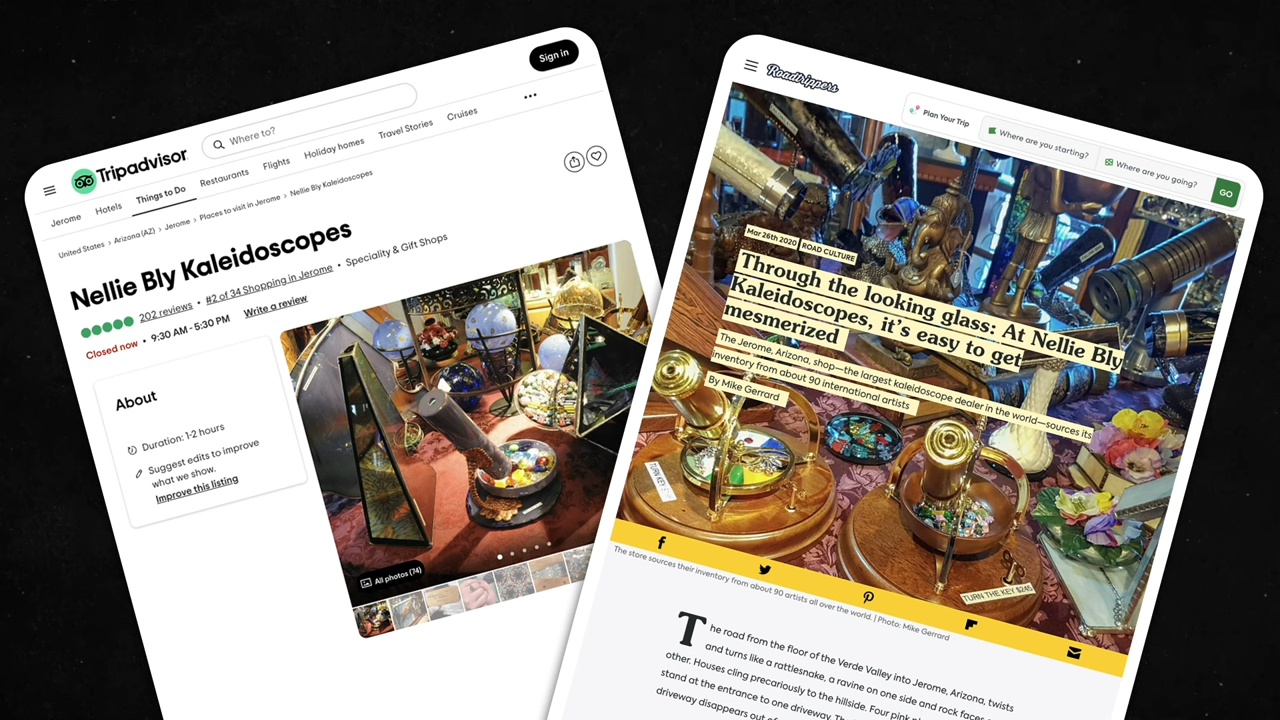 Sign in
Tripadvisor
Where to?
Jerome Hotels Things to Do Restaurants Flights Holiday homes Travel Stories Cruises
United States › Arizona (AZ) › Jerome › Places to visit in Jerome › Nellie Bly Kaleidoscopes
Nellie Bly Kaleidoscopes
202 reviews • #2 of 34 Shopping in Jerome • Speciality & Gift Shops
Closed now • 9:30 AM - 5:30 PM Write a review
About
Duration: 1-2 hours
Suggest edits to improve
what we show.
Improve this listing
All photos (74)
Roadtrippers
Plan Your Trip
Where are you starting?
Where are you going?
GO
Mar 26th 2020 ROAD CULTURE
Through the looking glass: At Nellie Bly
Kaleidoscopes, it's easy to get
mesmerized
The Jerome, Arizona, shop—the largest kaleidoscope dealer in the world—sources its
inventory from about 90 international artists
By Mike Gerrard
TURN KEY
TURN THE KEY $245
The store sources their inventory from about 90 artists all over the world. | Photo: Mike Gerrard
The road from the floor of the Verde Valley into Jerome, Arizona, twists
and turns like a rattlesnake, a ravine on one side and rock faces
other. Houses cling precariously to the hillside. Four pink
stand at the entrance to one driveway.
driveway disappears out of